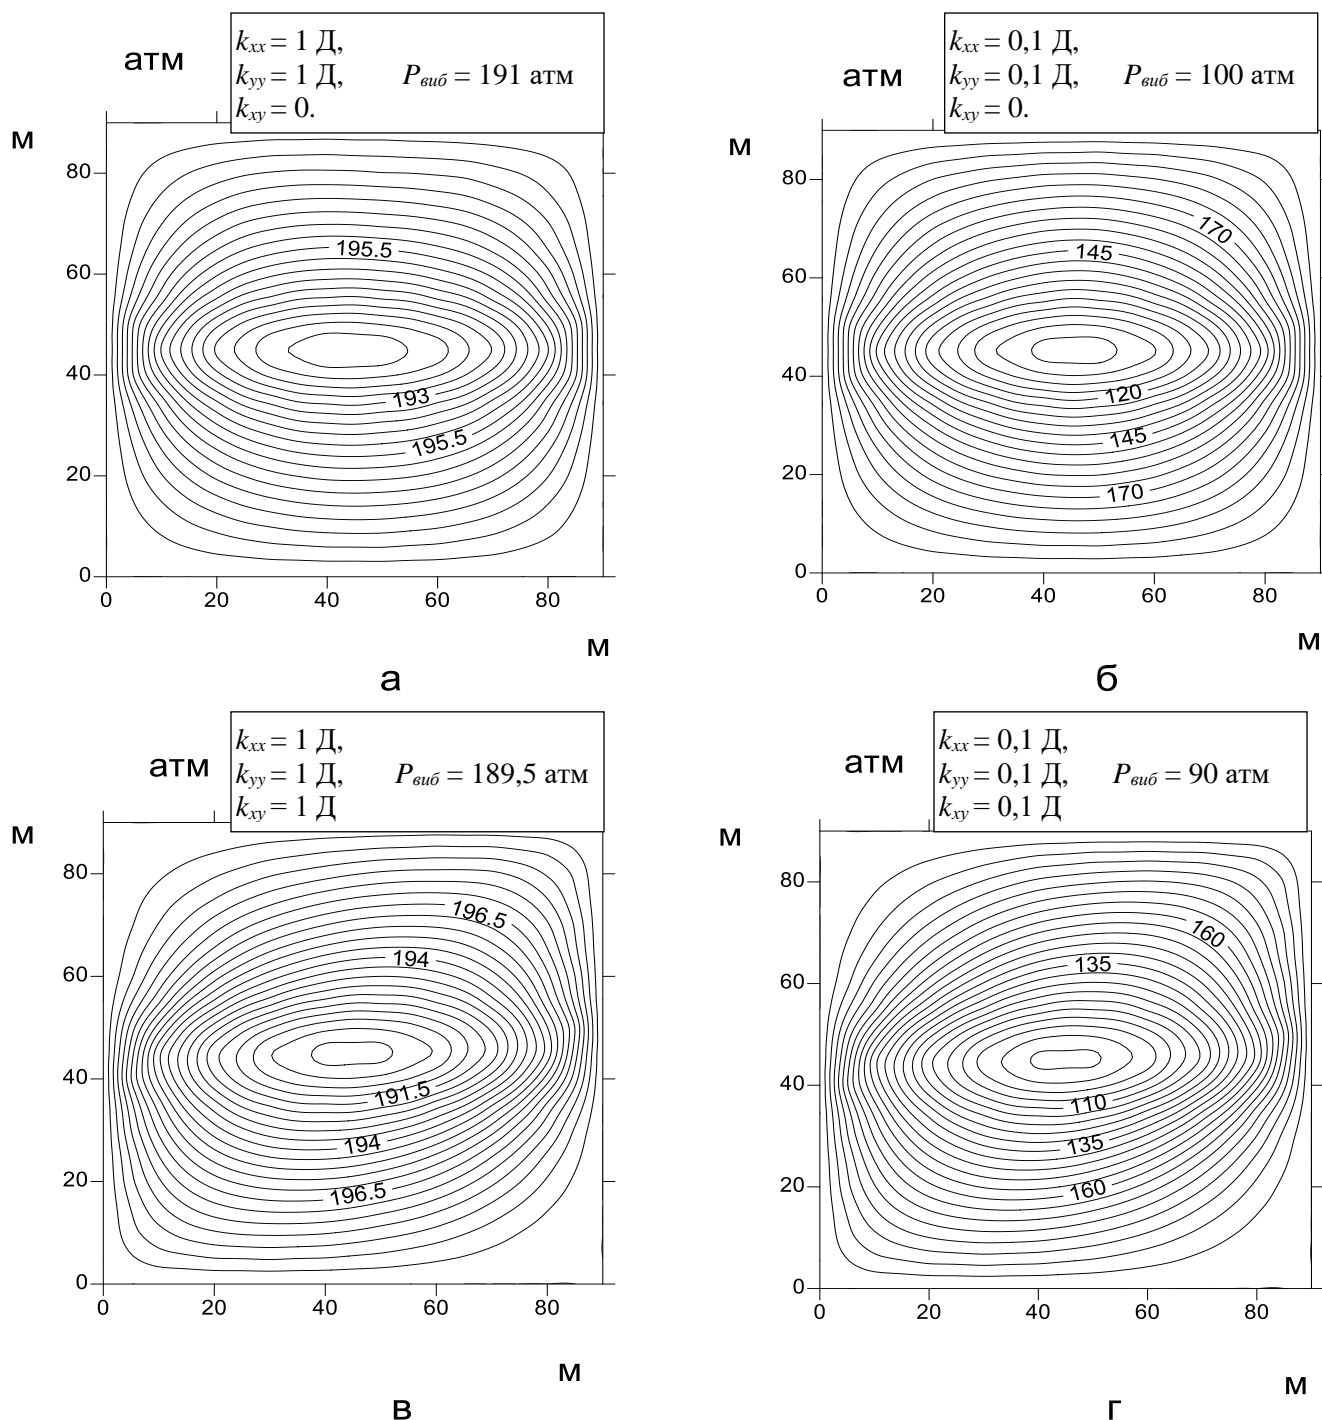 атм
kxx = 1 Д,
kyy = 1 Д, Pвиб = 191 атм
kxy = 0.
м
80
60
40
20
0
195.5
193
195.5
0 20 40 60 80
м
а
атм
kxx = 0,1 Д,
kyy = 0,1 Д, Pвиб = 100 атм
kxy = 0.
м
80
60
40
20
0
170
145
120
145
170
0 20 40 60 80
м
б
атм
kxx = 1 Д,
kyy = 1 Д, Pвиб = 189,5 атм
kxy = 1 Д
м
80
60
40
20
0
196.5
194
191.5
194
196.5
0 20 40 60 80
м
в
атм
kxx = 0,1 Д,
kyy = 0,1 Д, Pвиб = 90 атм
kxy = 0,1 Д
м
80
60
40
20
0
160
135
110
135
160
0 20 40 60 80
м
г